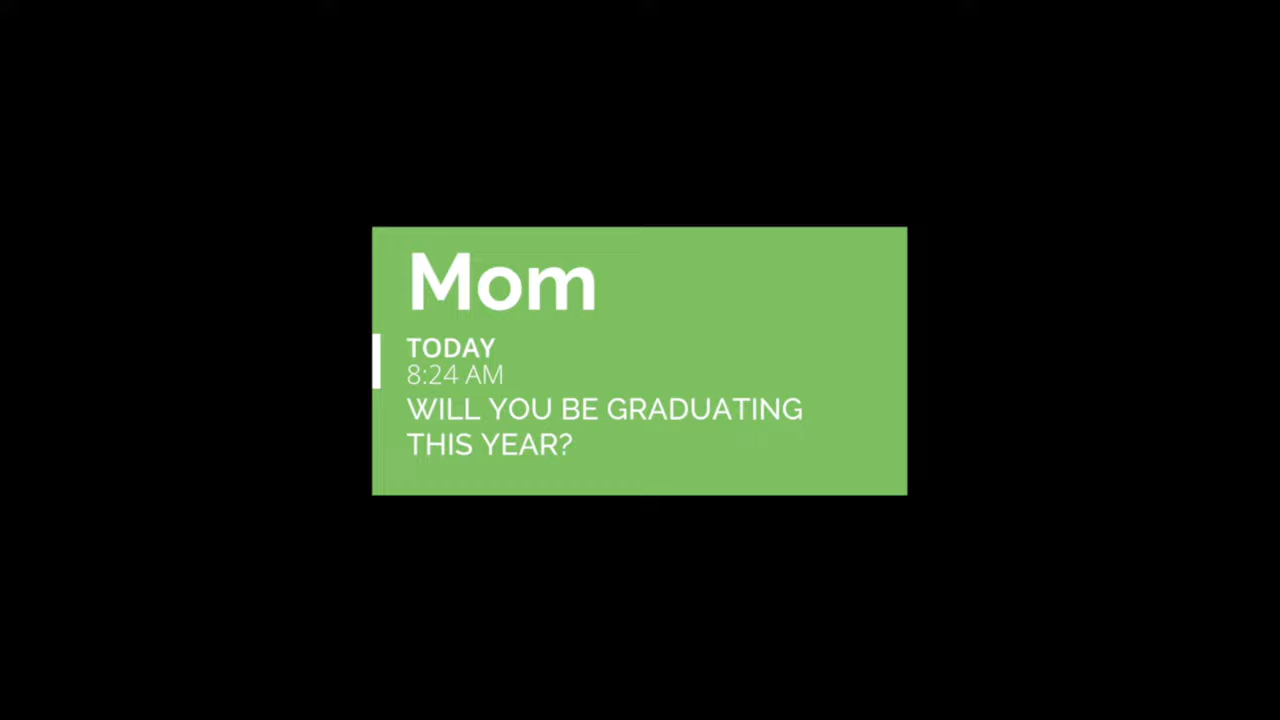 Mom
TODAY
8:24 AM
WILL YOU BE GRADUATING
THIS YEAR?